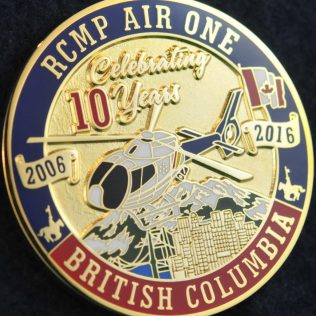 RCMP AIR ONE
Celebrating
10 Years
2006
2016
BRITISH COLUMBIA